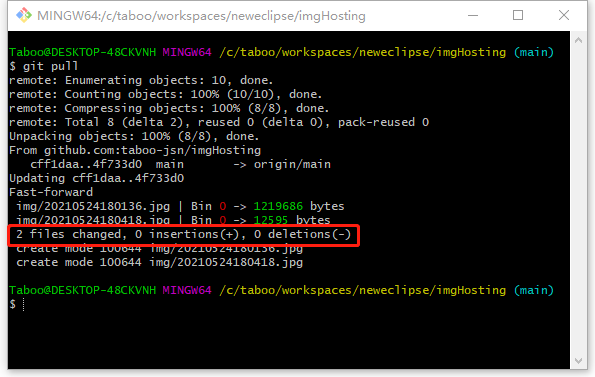 MINGW64:/c/taboo/workspaces/neweclipse/imgHosting
Taboo@DESKTOP-48CKVNH MINGW64 /c/taboo/workspaces/neweclipse/imgHosting (main)
$ git pull
remote: Enumerating objects: 10, done.
remote: Counting objects: 100% (10/10), done.
remote: Compressing objects: 100% (8/8), done.
remote: Total 8 (delta 2), reused 0 (delta 0), pack-reused 0
Unpacking objects: 100% (8/8), done.
From github.com:taboo-jsn/imgHosting
   cff1daa..4f733d0  main       -> origin/main
Updating cff1daa..4f733d0
Fast-forward
 img/20210524180136.jpg | Bin 0 -> 1219686 bytes
 img/20210524180418.jpg | Bin 0 -> 12595 bytes
 2 files changed, 0 insertions(+), 0 deletions(-)
 create mode 100644 img/20210524180136.jpg
 create mode 100644 img/20210524180418.jpg
Taboo@DESKTOP-48CKVNH MINGW64 /c/taboo/workspaces/neweclipse/imgHosting (main)
$